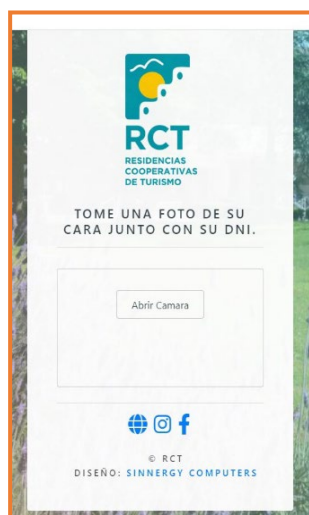 RCT
RESIDENCIAS
COOPERATIVAS
DE TURISMO
TOME UNA FOTO DE SU
CARA JUNTO CON SU DNI.
Abrir Camara
© RCT
DISEÑO: SINNERGY COMPUTERS